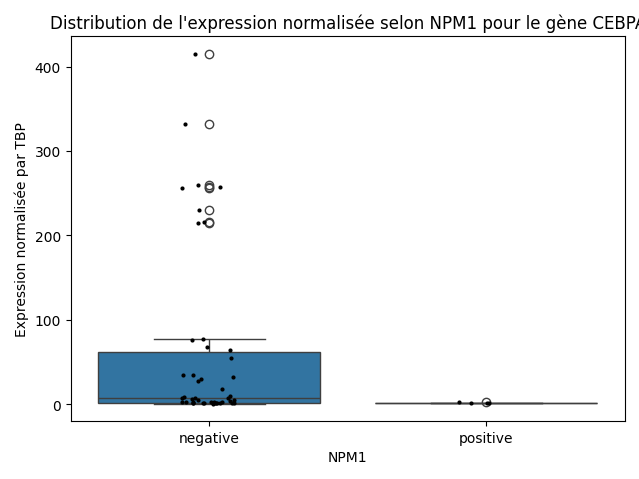 Distribution de l'expression normalisée selon NPM1 pour le gène CEBPA
Expression normalisée par TBP
400
300
200
100
0
negative
positive
NPM1